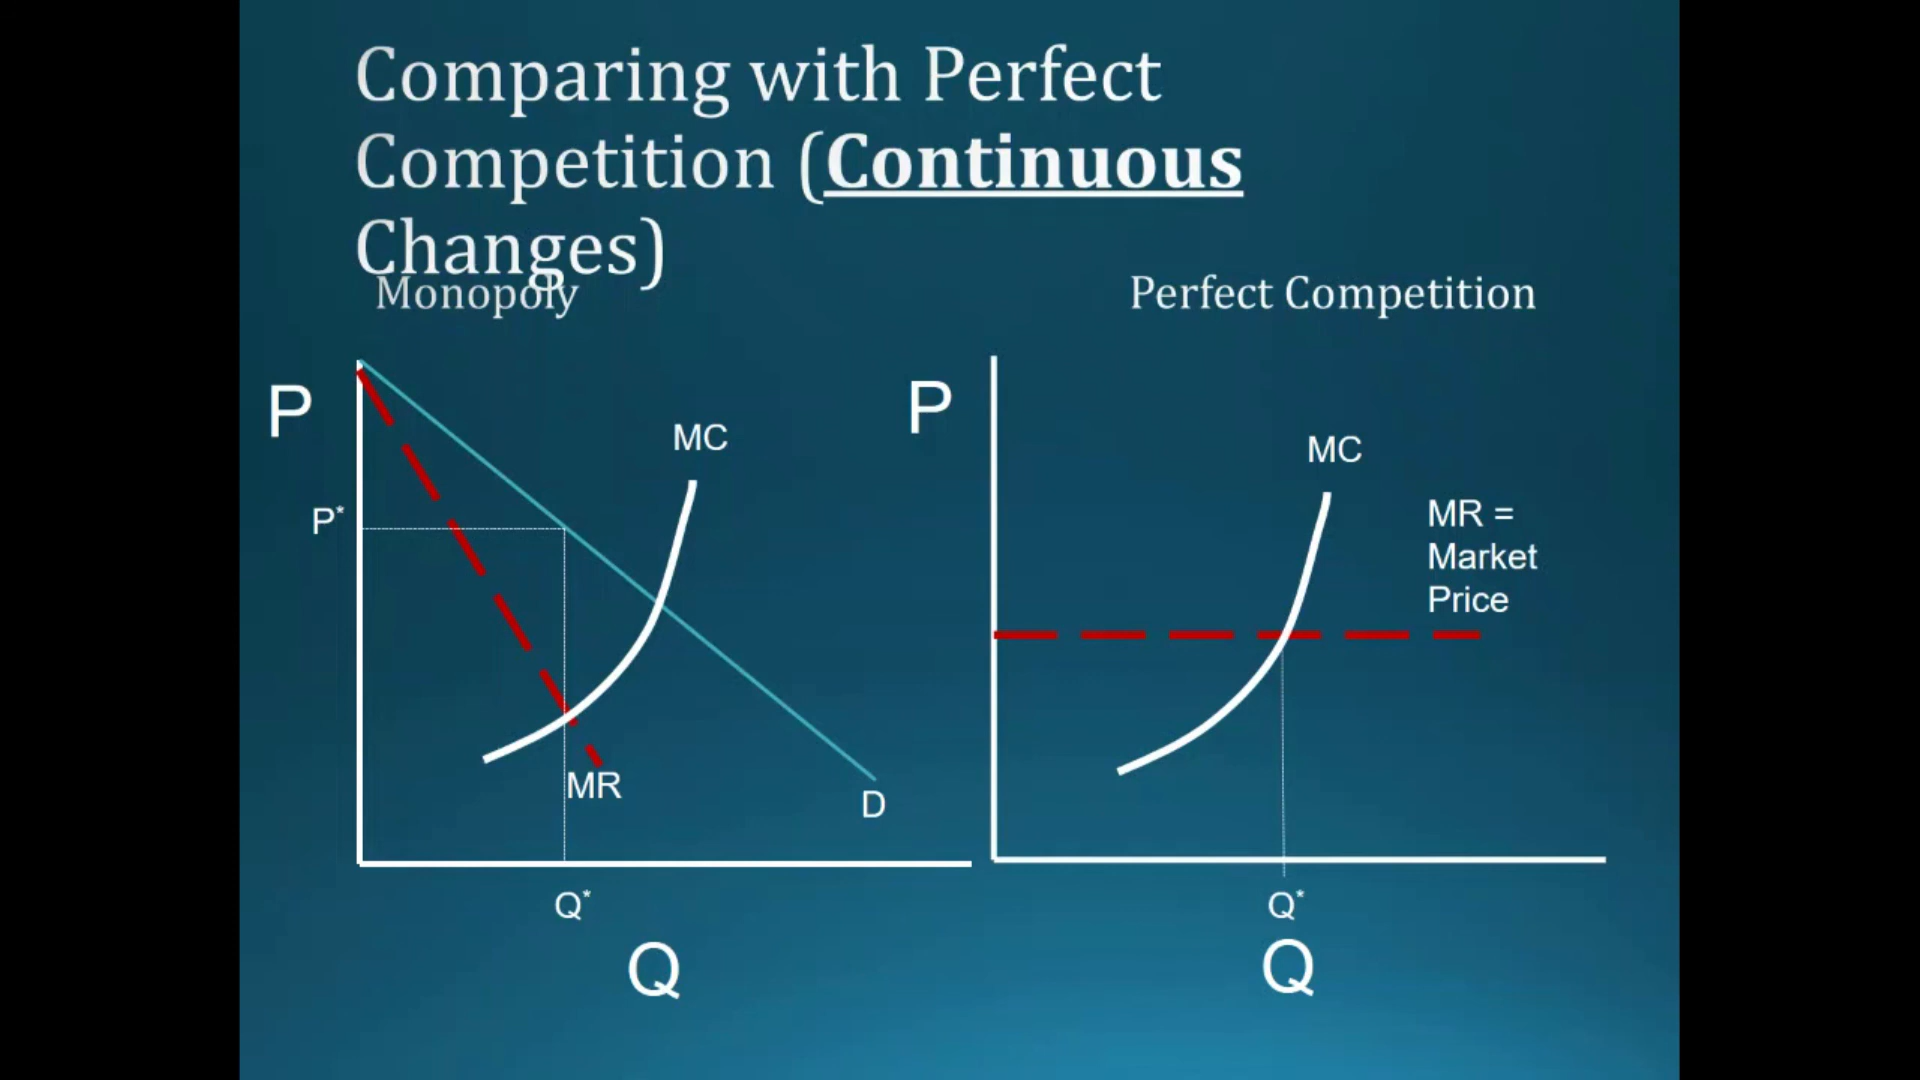 Comparing with Perfect
Competition (Continuous
Changes)
Monopoly
Perfect Competition
P
MC
P*
MR
D
Q*
Q
P
MC
MR =
Market
Price
Q*
Q